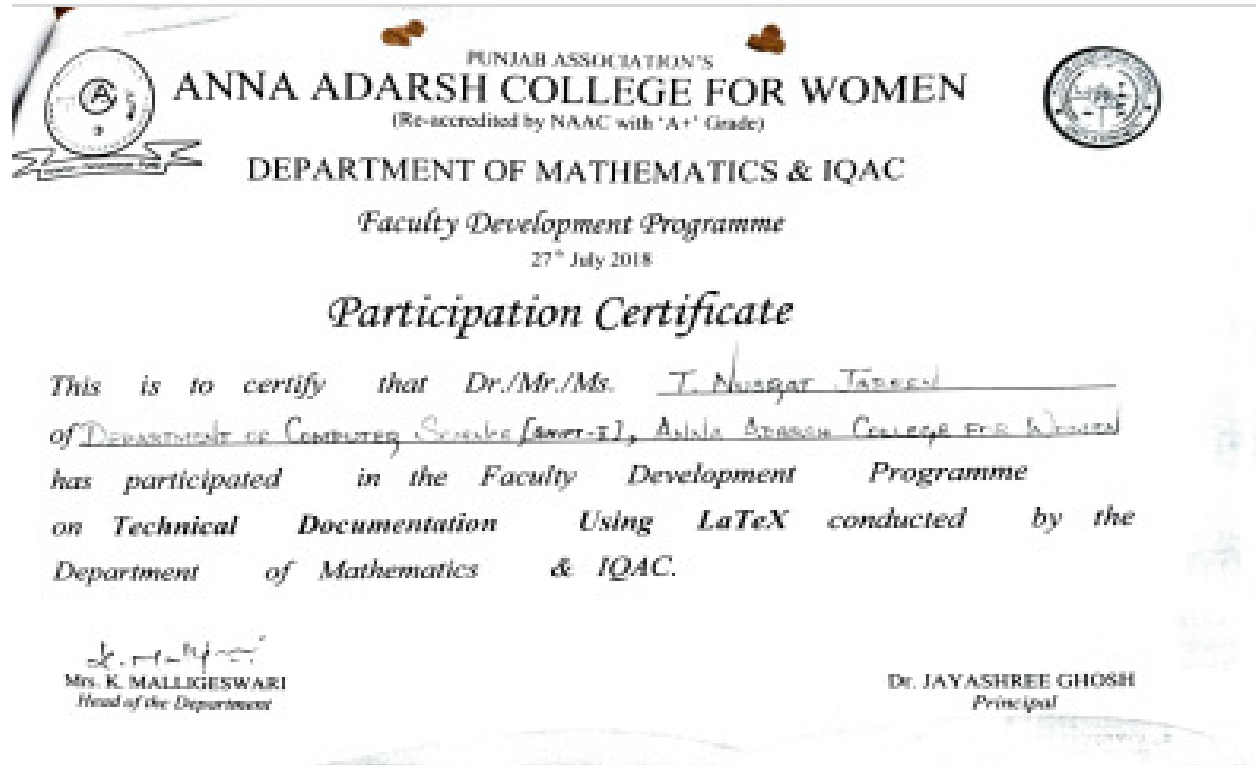 PUNJAB ASSOCIATION'S
ANNA ADARSH COLLEGE FOR WOMEN
(Re-accredited by NAAC with 'A+' Grade)
DEPARTMENT OF MATHEMATICS & IQAC
Faculty Development Programme
27th July 2018
Participation Certificate
This is to certify that Dr./Mr./Ms. T. Nusrat
of DEPARTMENT OF COMPUTER SCIENCE [SHIFT-I], ANNA ADARSH COLLEGE FOR WOMEN
has participated in the Faculty Development Programme
on Technical Documentation Using LaTeX conducted by the
Department of Mathematics & IQAC.
Mrs. K. MALLIGESWARI
Head of the Department
Dr. JAYASHREE GHOSH
Principal